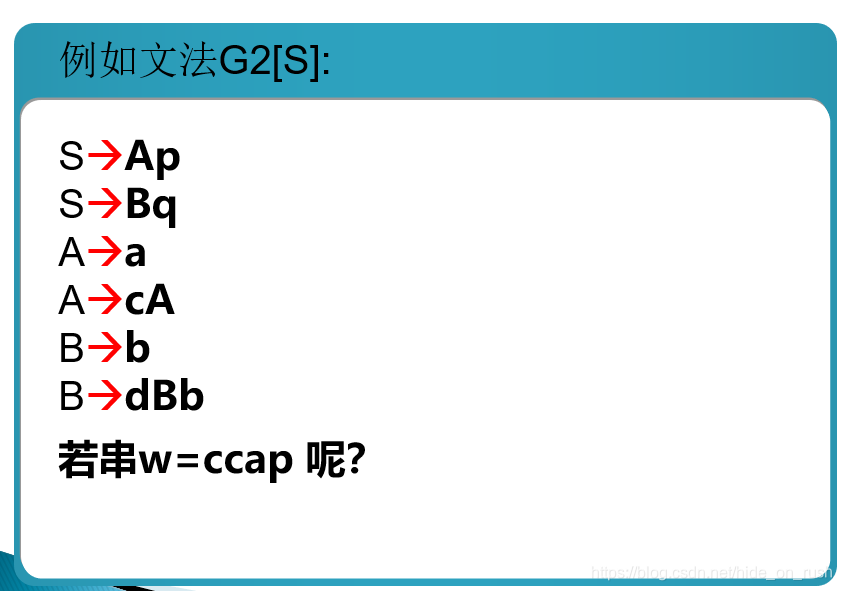 例如文法G2[S]:
S→Ap
S→Bq
A→a
A→cA
B→b
B→dBb
若串w=ccap 呢?
https://blog.csdn.net/hide_on_rush